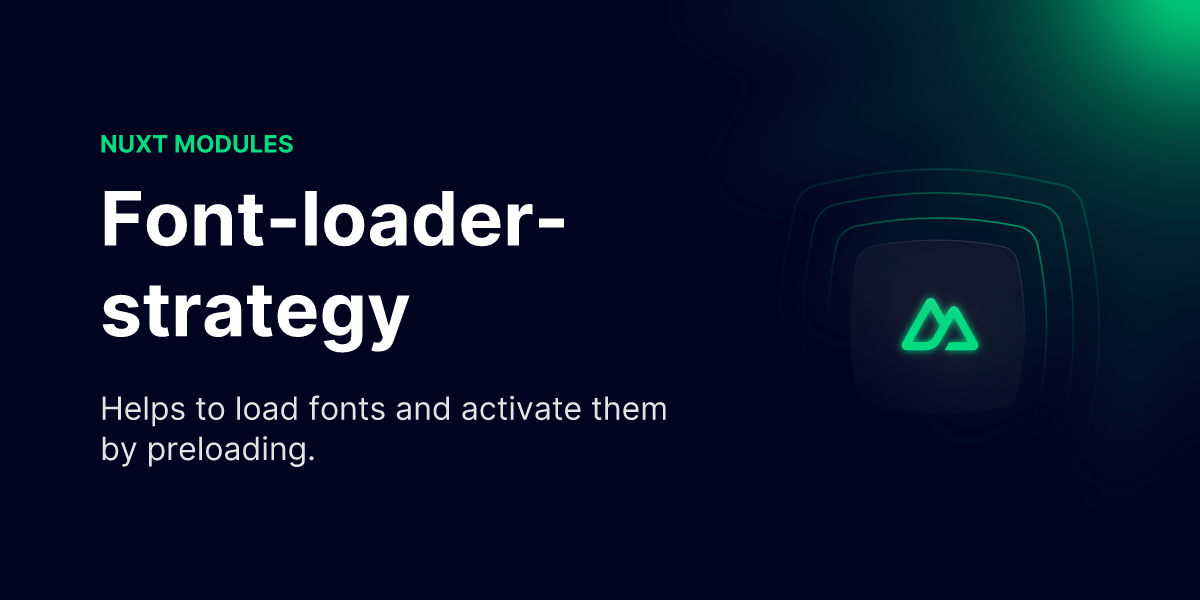 NUXT MODULES
Font-loader-
strategy
Helps to load fonts and activate them
by preloading.